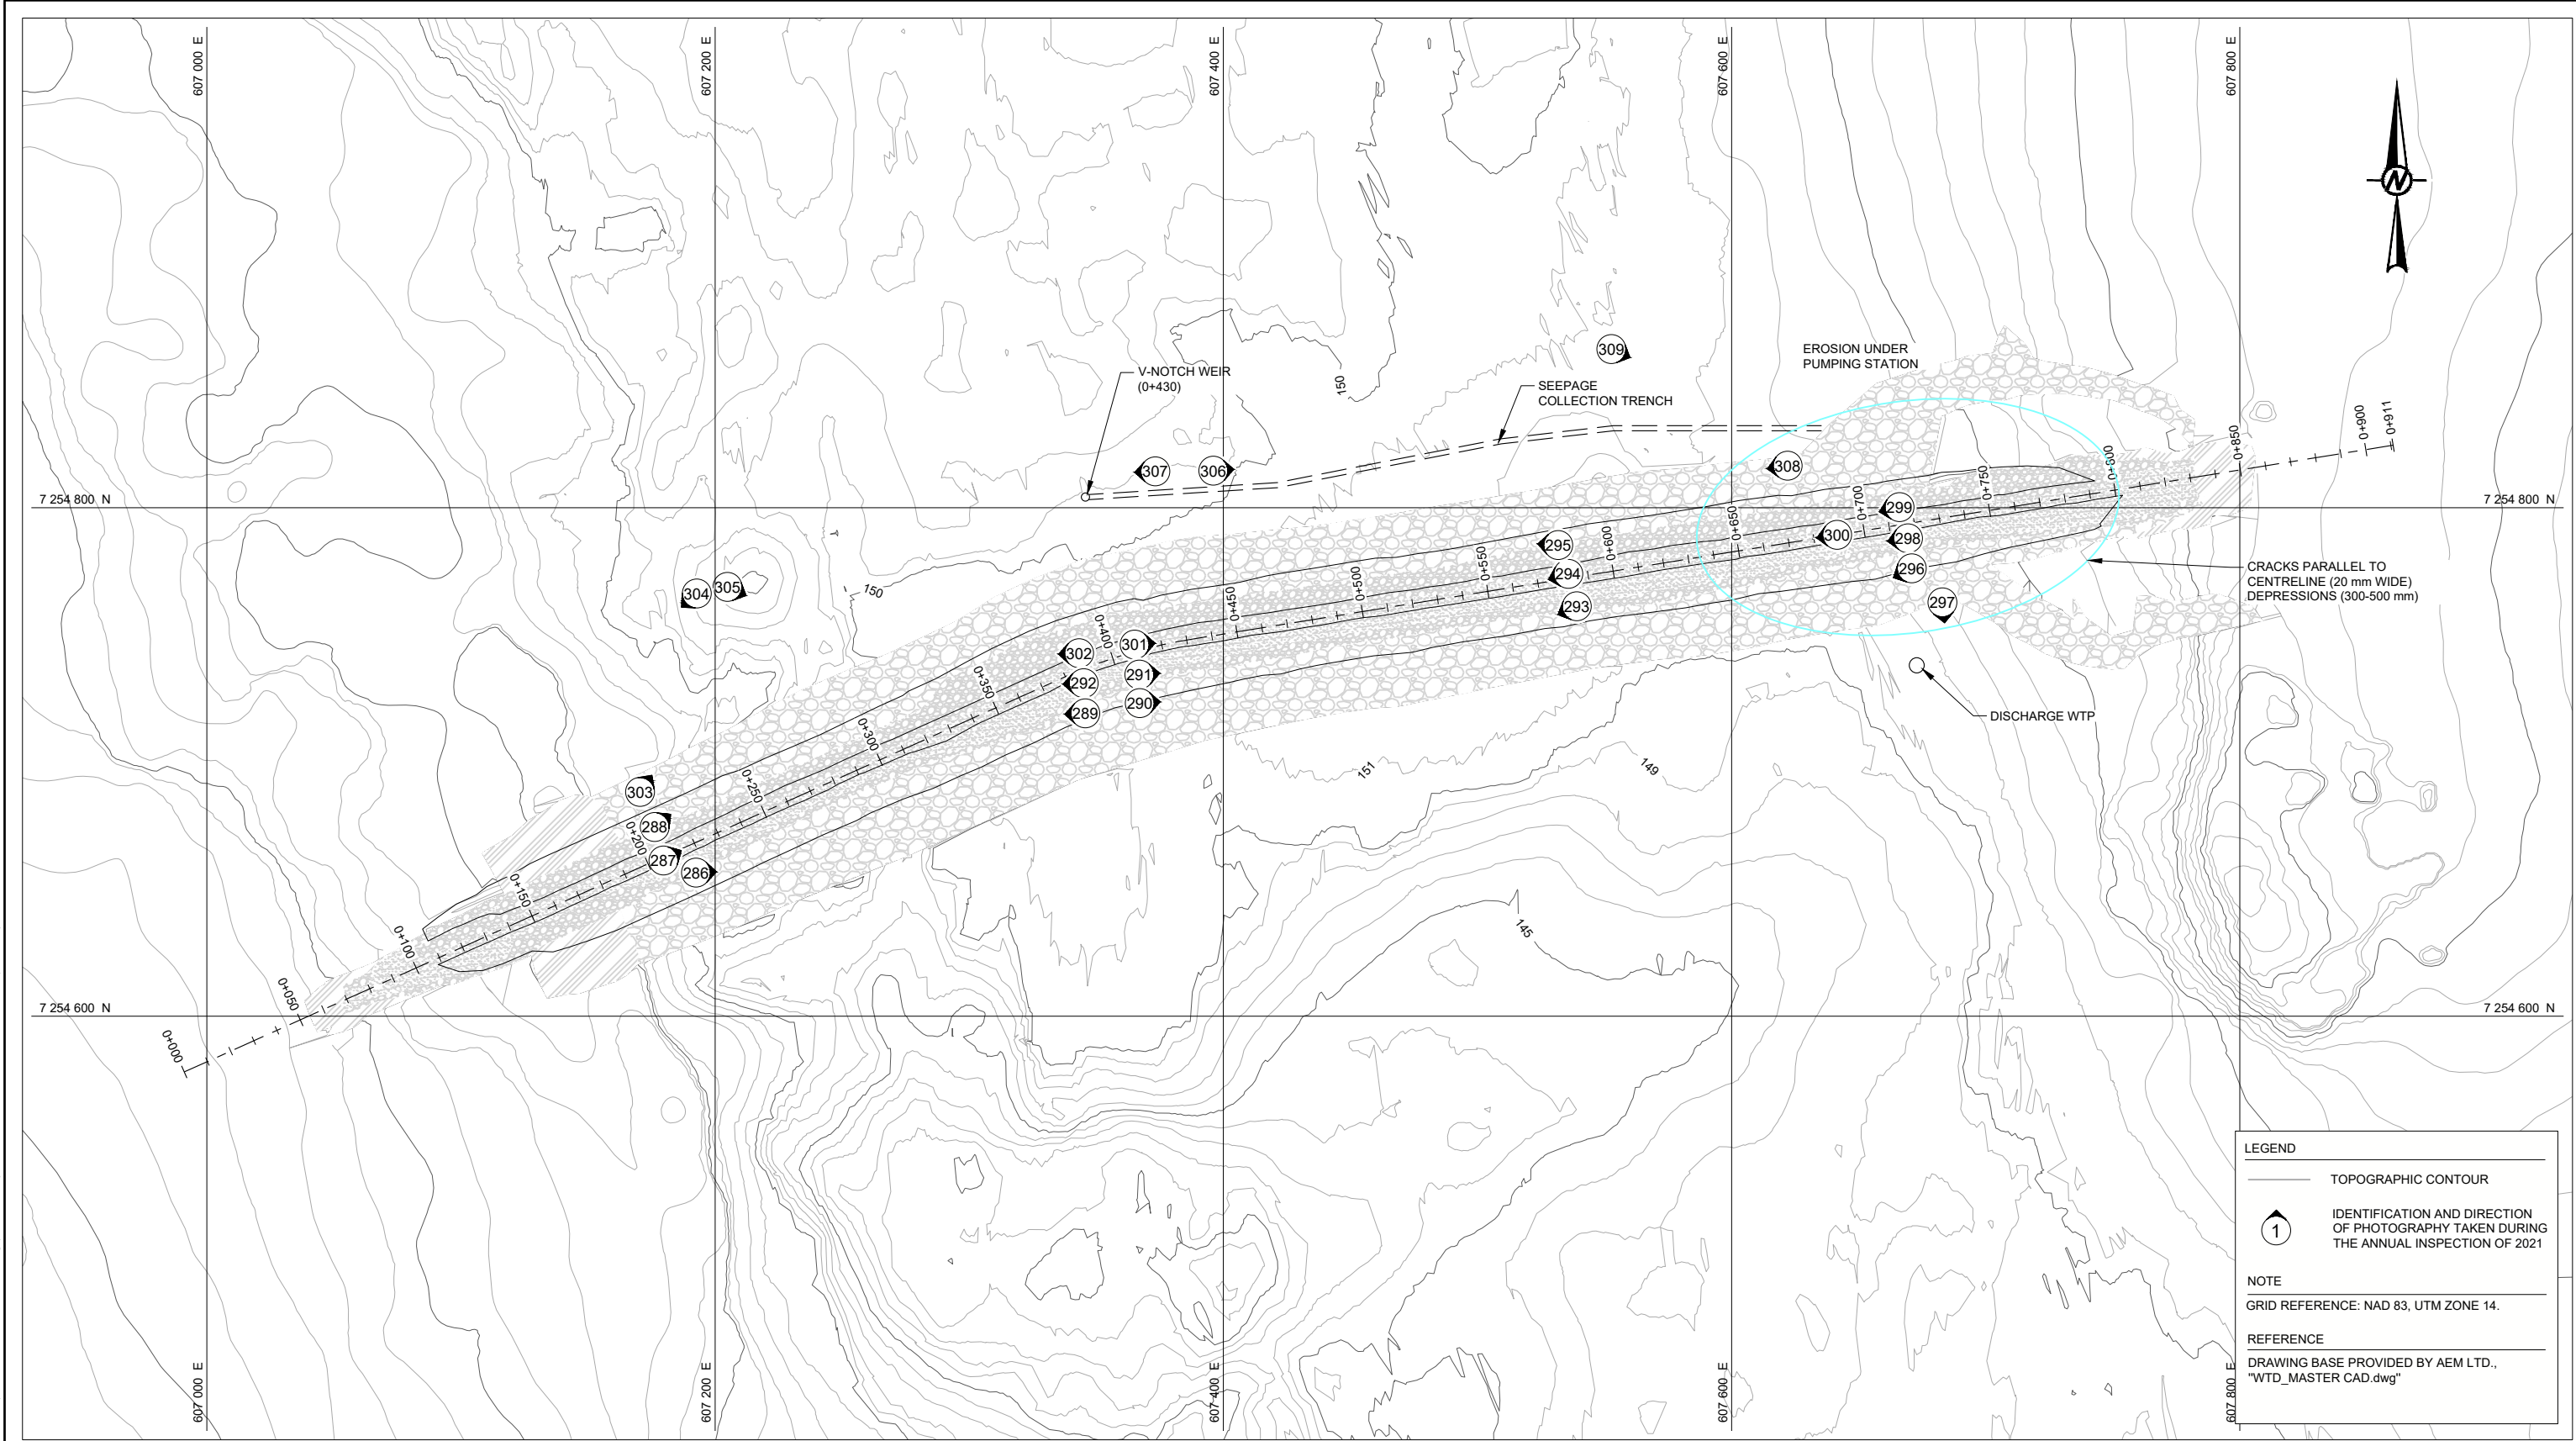 607 000 E
607 200 E
607 400 E
607 600 E
607 800 E
N
309
EROSION UNDER
PUMPING STATION
V-NOTCH WEIR
(0+430)
150
SEEPAGE
COLLECTION TRENCH
307
306
308
7 254 800 N
7 254 800 N
0+000
0+050
0+100
0+150
0+200
0+250
0+300
0+350
0+400
0+450
0+500
0+550
0+600
0+650
0+700
0+750
0+800
0+850
0+900
0+911
299
300
298
295
294
296
293
297
304
305
150
CRACKS PARALLEL TO
CENTRELINE (20 mm WIDE)
DEPRESSIONS (300-500 mm)
301
302
291
292
290
289
DISCHARGE WTP
303
288
287
286
151
149
145
7 254 600 N
7 254 600 N
LEGEND
TOPOGRAPHIC CONTOUR
1
IDENTIFICATION AND DIRECTION
OF PHOTOGRAPHY TAKEN DURING
THE ANNUAL INSPECTION OF 2021
NOTE
GRID REFERENCE: NAD 83, UTM ZONE 14.
REFERENCE
DRAWING BASE PROVIDED BY AEM LTD.,
"WTD_MASTER CAD.dwg"
607 000 E
607 200 E
607 400 E
607 600 E
607 800 E